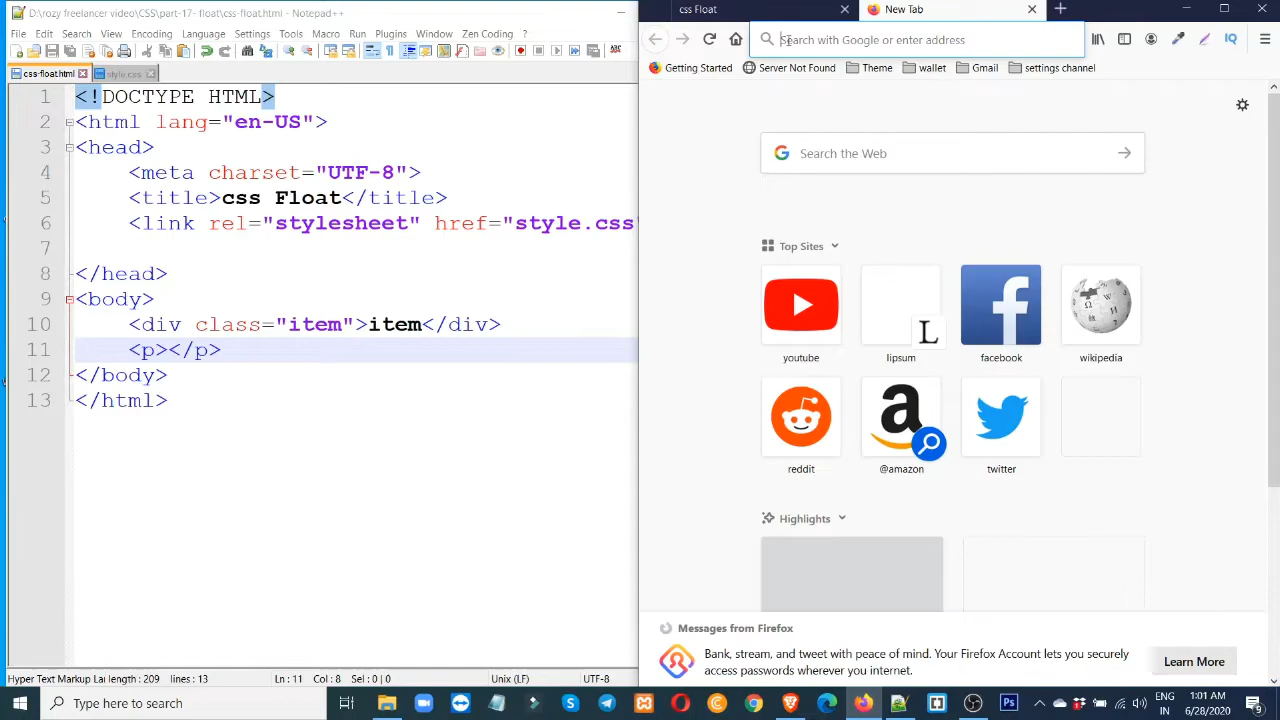 D:\rozy freelancer video\CSS\part-17- float\css-float.html - Notepad++
File Edit Search View Encoding Language Settings Tools Macro Run Plugins Window Zen Coding ?
css-float.html style.css
1 <!DOCTYPE HTML>
2 <html lang="en-US">
3 <head>
4 <meta charset="UTF-8">
5 <title>css Float</title>
6 <link rel="stylesheet" href="style.css"
7
8 </head>
9 <body>
10 <div class="item">item</div>
11 <p></p>
12 </body>
13 </html>
Hyper Text Markup Lan length : 209 lines : 13 Ln : 11 Col : 8 Sel : 0 | 0 Unix (LF) UTF-8
css Float
New Tab
Search with Google or enter address
Getting Started Server Not Found Theme wallet Gmail settings channel
Search the Web
Top Sites
L
youtube lipsum facebook wikipedia
a
reddit @amazon twitter
Highlights
Messages from Firefox
Bank, stream, and tweet with peace of mind. Your Firefox Account lets you securely
access passwords wherever you internet.
Learn More
Type here to search
ENG
IN
1:01 AM
6/28/2020